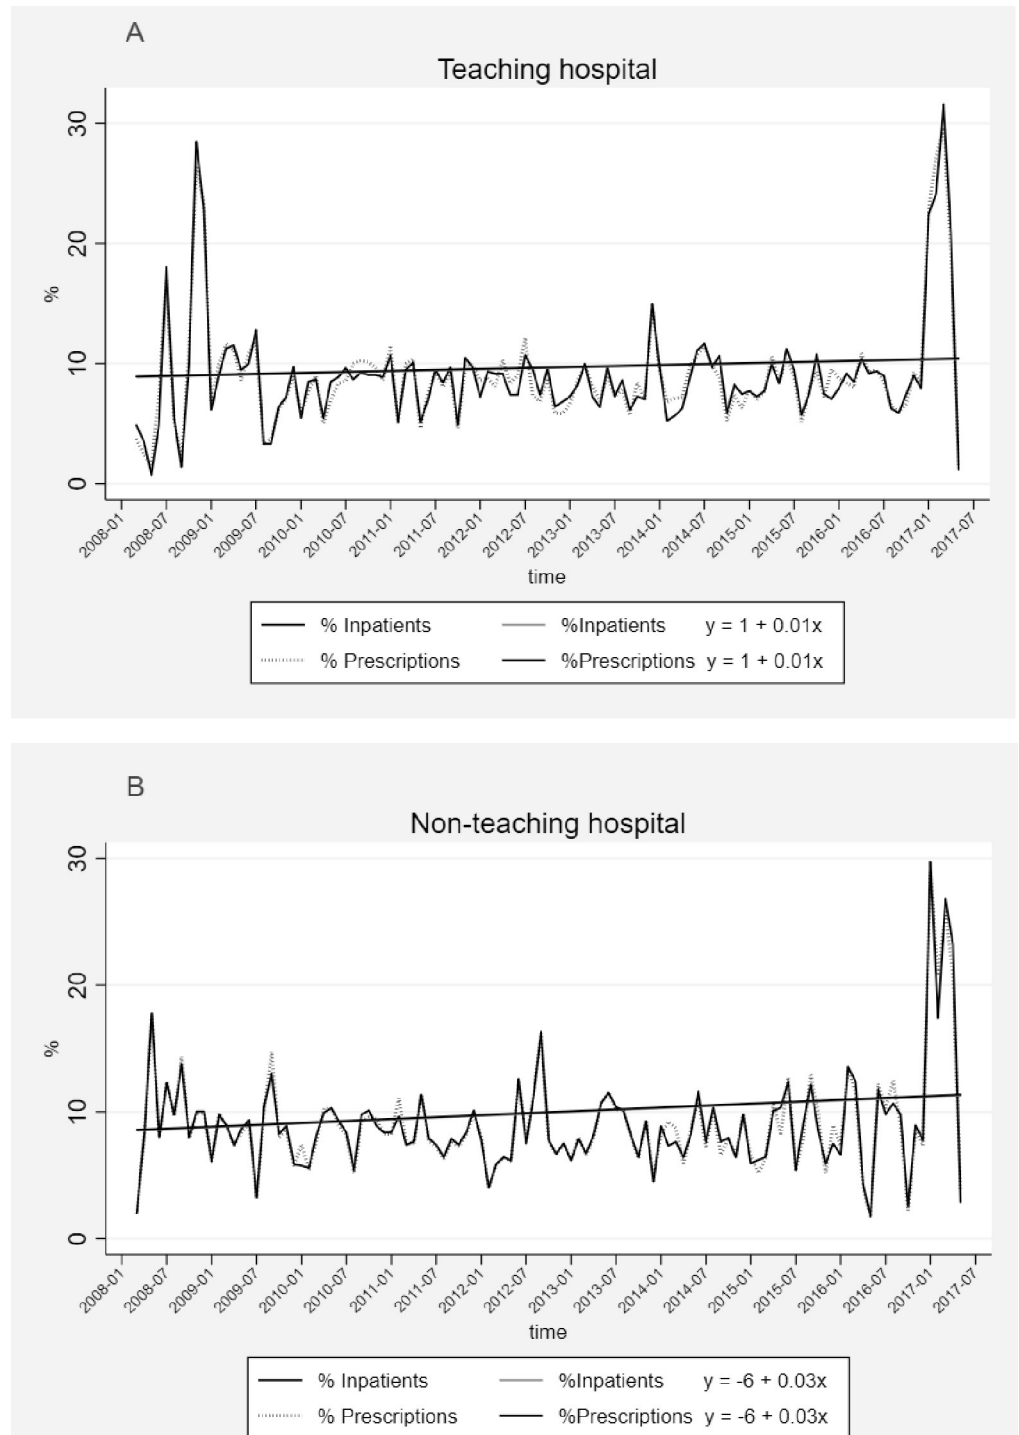 A
Teaching hospital
30
20
10
0
%
2008-01 2008-07 2009-01 2009-07 2010-01 2010-07 2011-01 2011-07 2012-01 2012-07 2013-01 2013-07 2014-01 2014-07 2015-01 2015-07 2016-01 2016-07 2017-01 2017-07
time
% Inpatients %Inpatients y = 1 + 0.01x
% Prescriptions %Prescriptions y = 1 + 0.01x
B
Non-teaching hospital
30
20
10
0
%
2008-01 2008-07 2009-01 2009-07 2010-01 2010-07 2011-01 2011-07 2012-01 2012-07 2013-01 2013-07 2014-01 2014-07 2015-01 2015-07 2016-01 2016-07 2017-01 2017-07
time
% Inpatients %Inpatients y = -6 + 0.03x
% Prescriptions %Prescriptions y = -6 + 0.03x